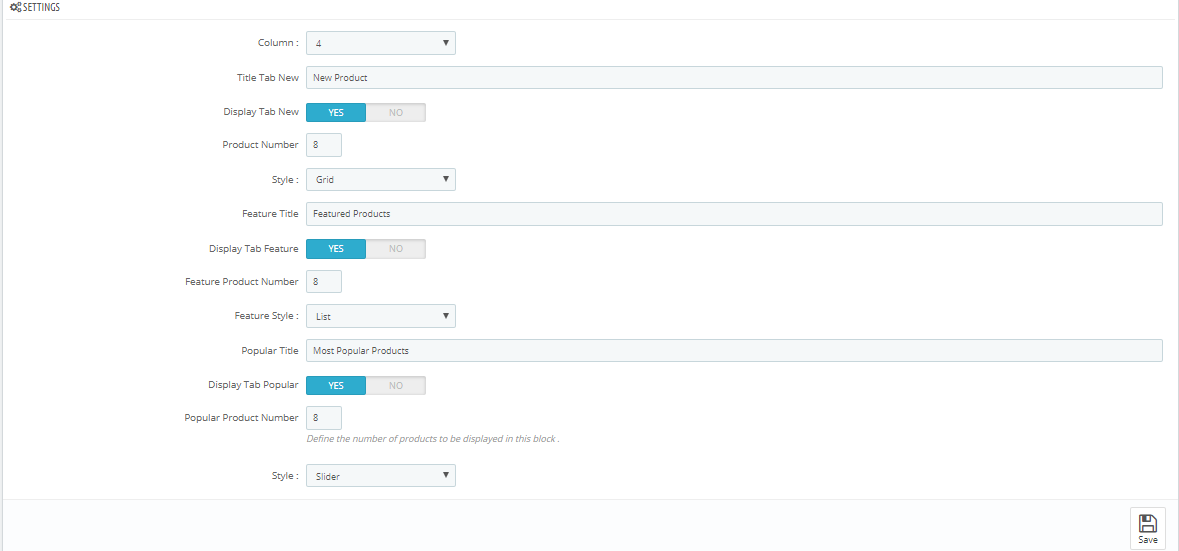 SETTINGS
Column : 4
Title Tab New New Product
Display Tab New YES NO
Product Number 8
Style : Grid
Feature Title Featured Products
Display Tab Feature YES NO
Feature Product Number 8
Feature Style : List
Popular Title Most Popular Products
Display Tab Popular YES NO
Popular Product Number 8
Define the number of products to be displayed in this block .
Style : Slider
Save